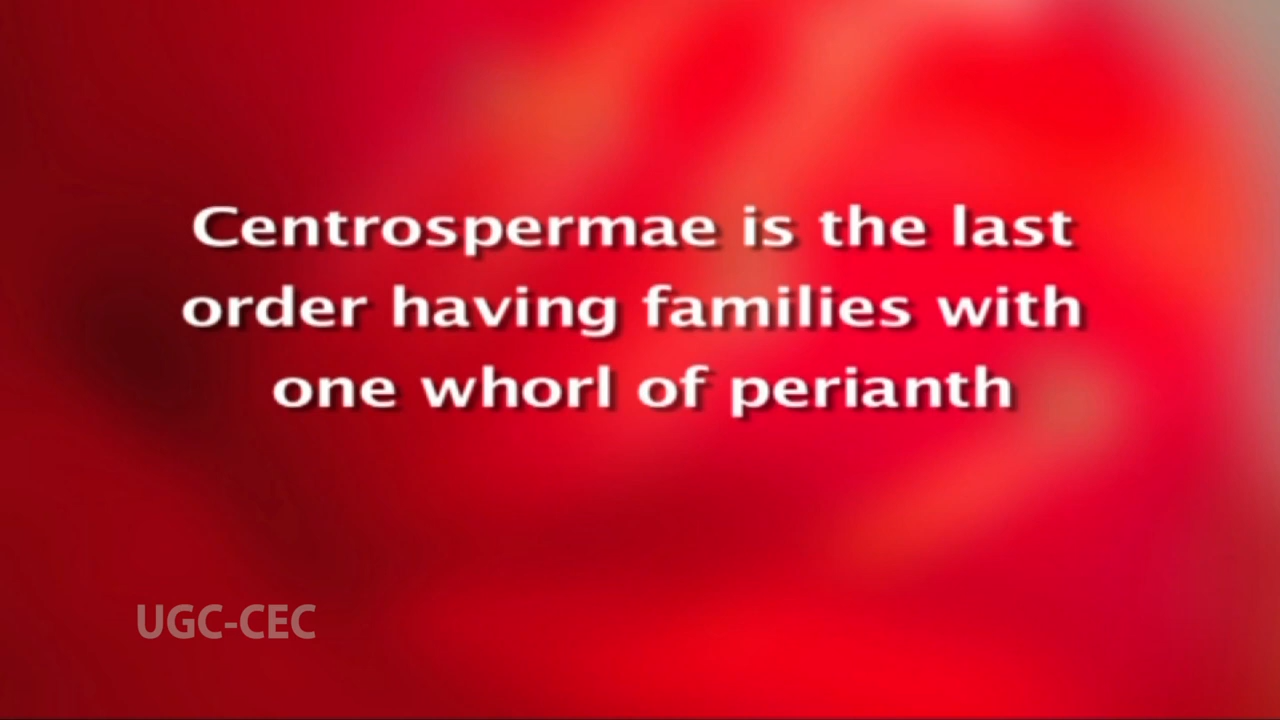 Centrospermae is the last
order having families with
one whorl of perianth
UGC-CEC